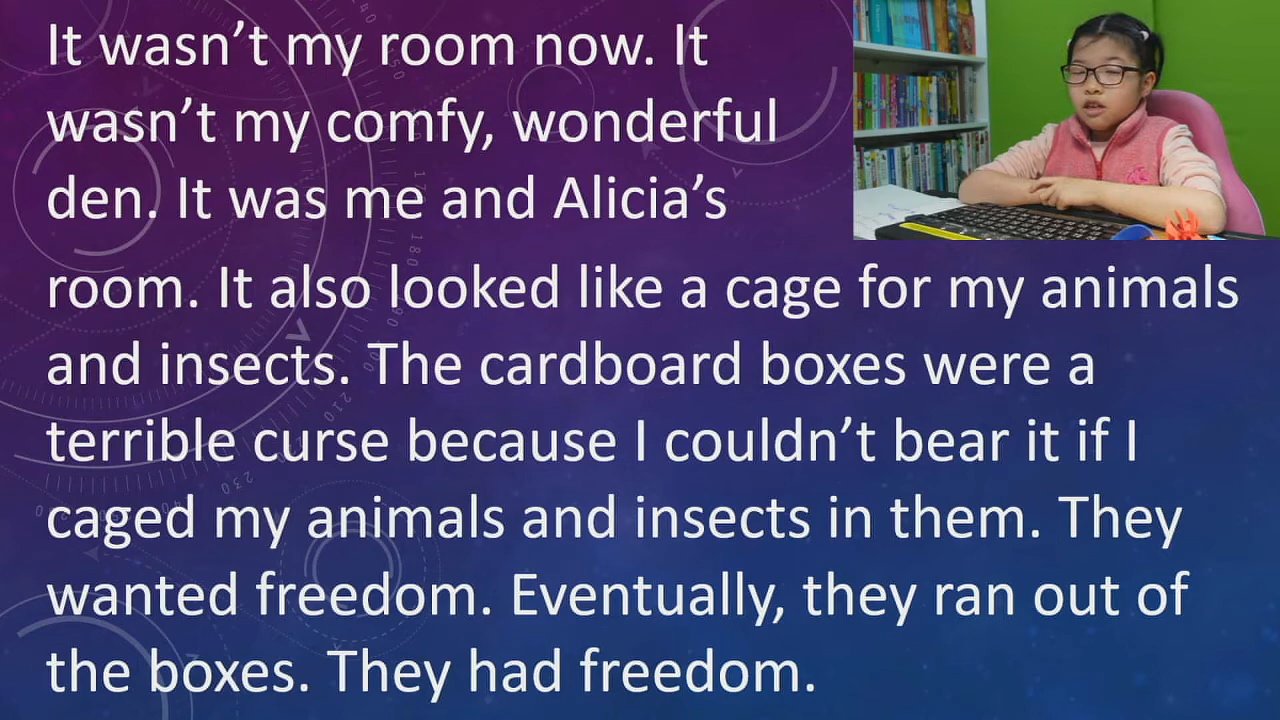 It wasn’t my room now. It
wasn’t my comfy, wonderful
den. It was me and Alicia’s
room. It also looked like a cage for my animals
and insects. The cardboard boxes were a
terrible curse because I couldn’t bear it if I
caged my animals and insects in them. They
wanted freedom. Eventually, they ran out of
the boxes. They had freedom.